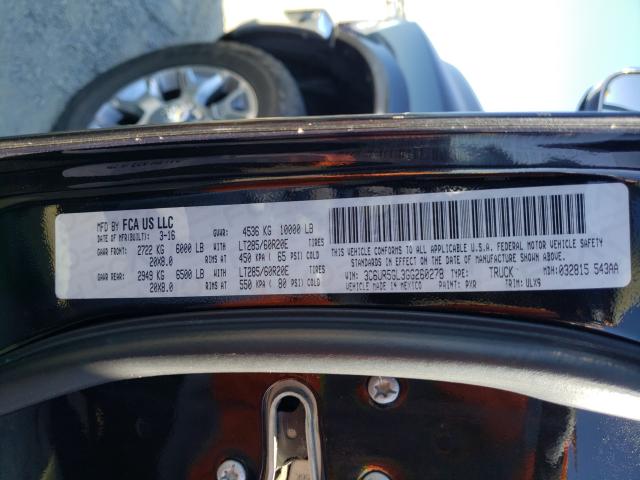 MFD BY FCA US LLC
DATE OF MFR(BUILT): 3-16 GVWR: 4536 KG 10000 LB
GAWR FRONT: 2722 KG 6000 LB WITH LT285/60R20E TIRES
20X8.0 RIMS AT 450 KPA ( 65 PSI) COLD
GAWR REAR: 2949 KG 6500 LB WITH LT285/60R20E TIRES
20X8.0 RIMS AT 550 KPA ( 80 PSI) COLD
THIS VEHICLE CONFORMS TO ALL APPLICABLE U.S.A. FEDERAL MOTOR VEHICLE SAFETY
STANDARDS IN EFFECT ON THE DATE OF MANUFACTURE SHOWN ABOVE.
VIN: 3C6UR5GL3GG260278 TYPE: TRUCK MDH: 032815 543AA
VEHICLE MADE IN MEXICO PAINT: PXR TRIM: ULX9